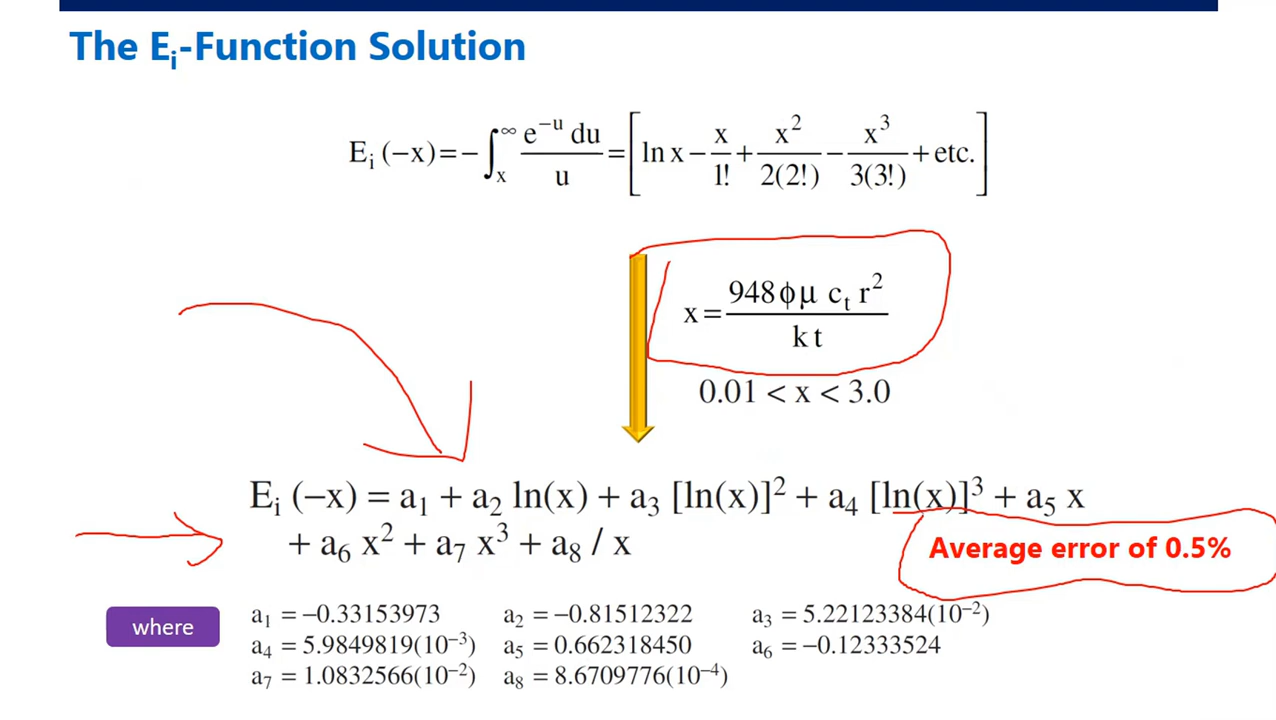 The Eᵢ-Function Solution
Eᵢ (−x) = − ∫ₓ^∞ e^−u du / u = [ ln x − x/1! + x²/2(2!) − x³/3(3!) + etc. ]
x = 948 ϕ μ cₜ r² / k t
0.01 < x < 3.0
Eᵢ (−x) = a₁ + a₂ ln(x) + a₃ [ln(x)]² + a₄ [ln(x)]³ + a₅ x
+ a₆ x² + a₇ x³ + a₈ / x
Average error of 0.5%
where
a₁ = −0.33153973 a₂ = −0.81512322 a₃ = 5.22123384(10⁻²)
a₄ = 5.9849819(10⁻³) a₅ = 0.662318450 a₆ = −0.12333524
a₇ = 1.0832566(10⁻²) a₈ = 8.6709776(10⁻⁴)